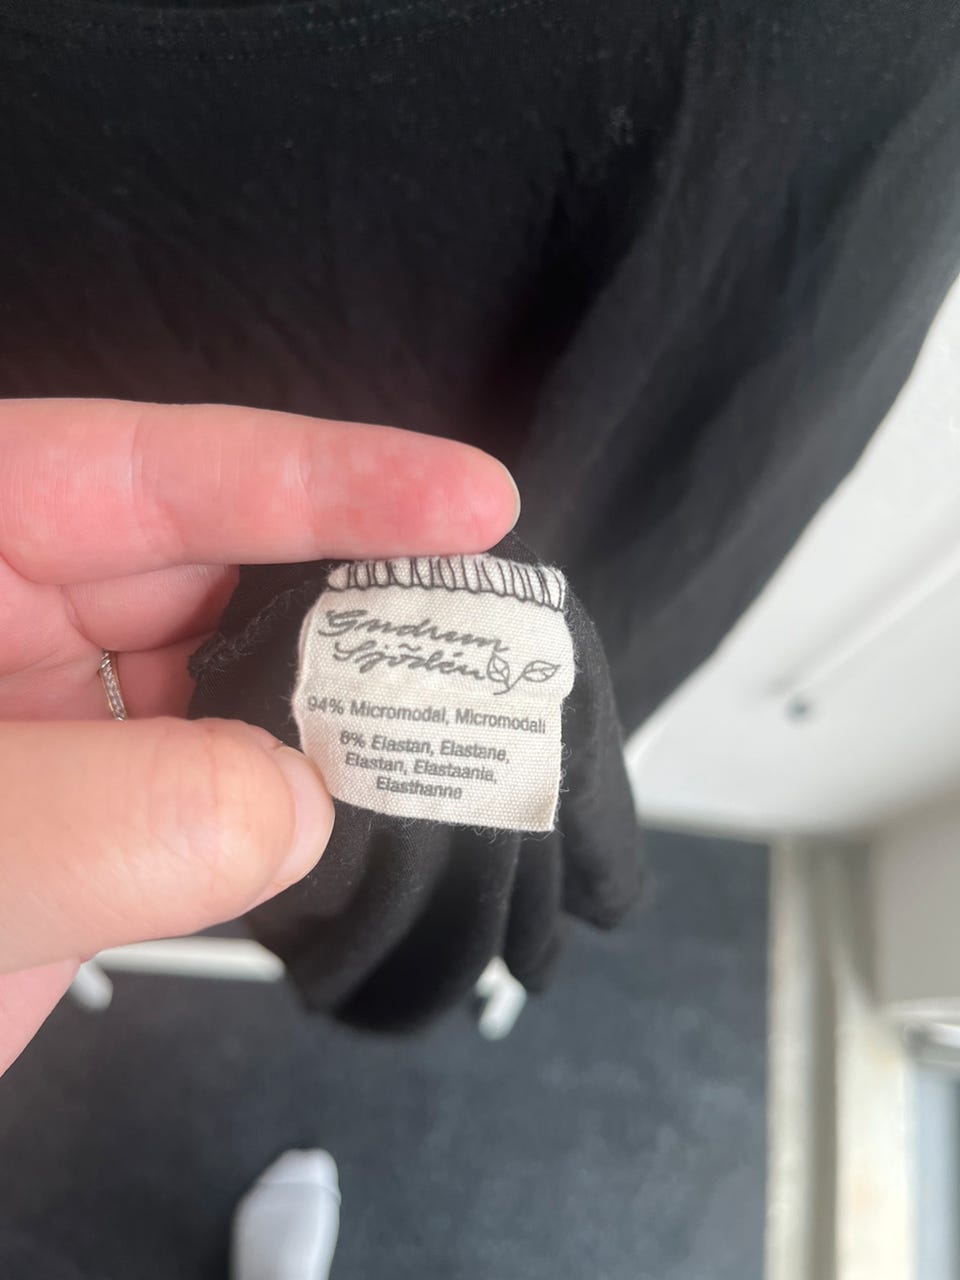 Gudrun
Sjödén
94% Micromodal, Micromodali
6% Elastan, Elastane,
Elastan, Elastaania,
Elasthanne